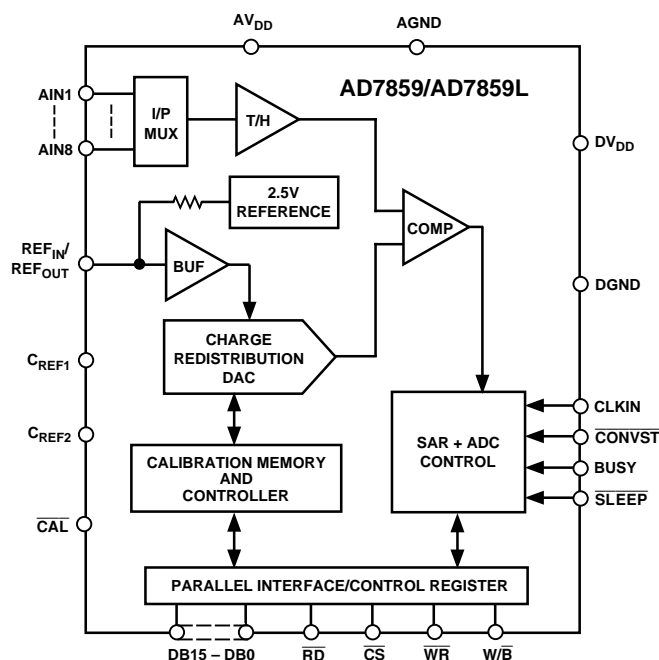 AVDD
AGND
AD7859/AD7859L
AIN1
AIN8
I/P
MUX
T/H
DVDD
2.5V
REFERENCE
COMP
REFIN/
REFOUT
BUF
DGND
CHARGE
REDISTRIBUTION
DAC
CREF1
CREF2
CALIBRATION MEMORY
AND
CONTROLLER
SAR + ADC
CONTROL
CLKIN
CONVST
BUSY
SLEEP
CAL
PARALLEL INTERFACE/CONTROL REGISTER
DB15 – DB0
RD
CS
WR
W/B